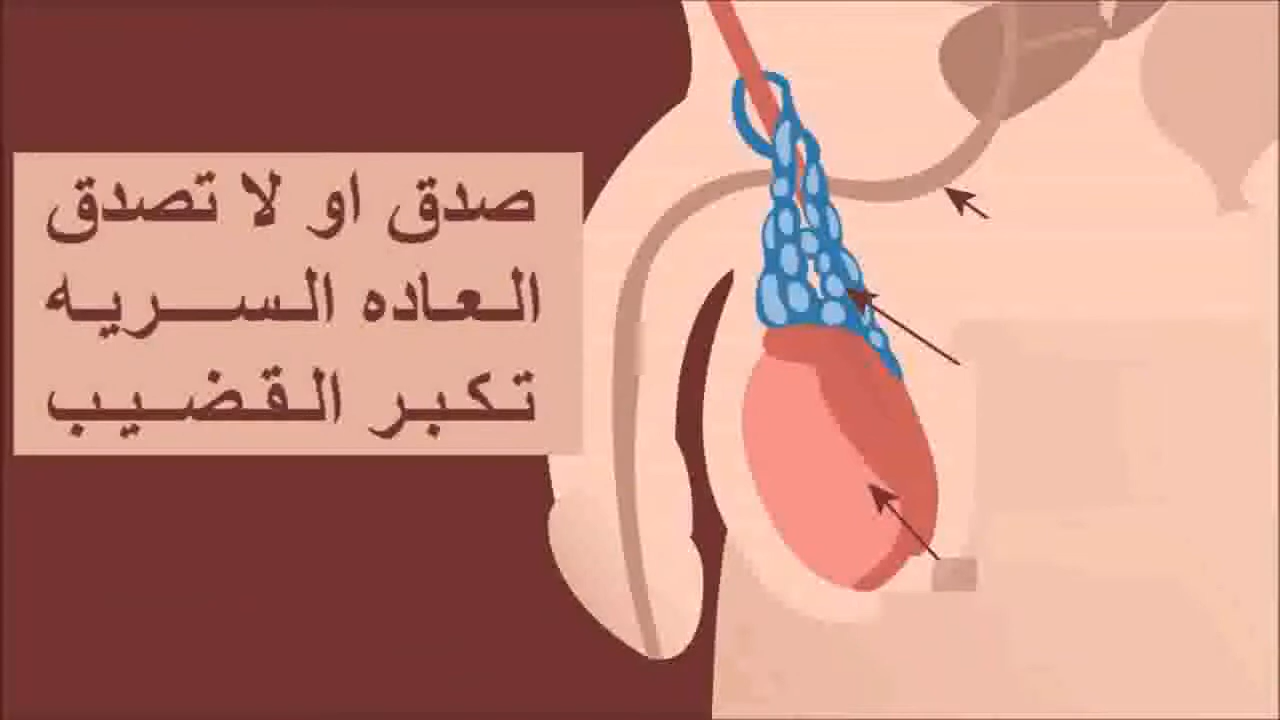 صدق او لا تصدق
العاده السريه
تكبر القضيب